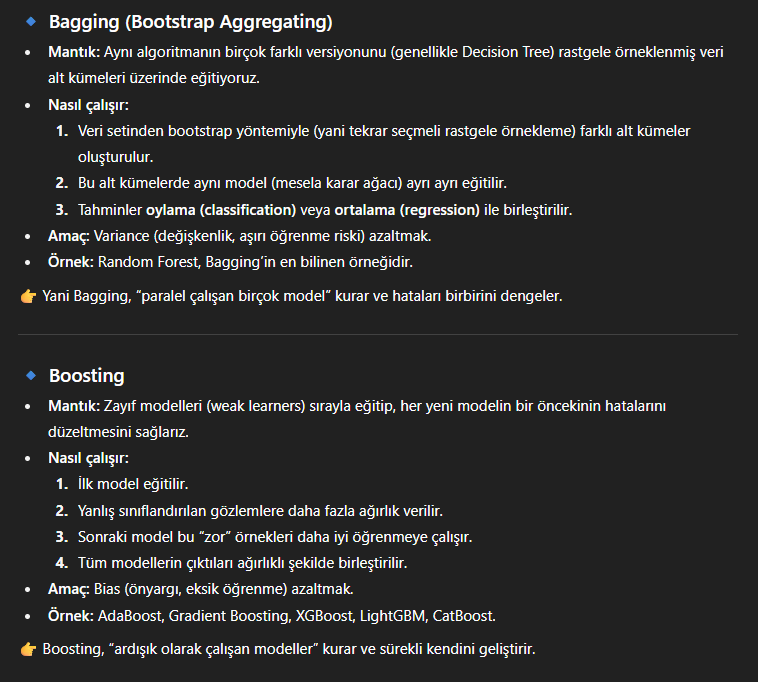 Bagging (Bootstrap Aggregating)
• Mantık: Aynı algoritmanın birçok farklı versiyonunu (genellikle Decision Tree) rastgele örneklenmiş veri
alt kümeleri üzerinde eğitiyoruz.
• Nasıl çalışır:
1. Veri setinden bootstrap yöntemiyle (yani tekrar seçmeli rastgele örnekleme) farklı alt kümeler
oluşturulur.
2. Bu alt kümelerde aynı model (mesela karar ağacı) ayrı ayrı eğitilir.
3. Tahminler oylama (classification) veya ortalama (regression) ile birleştirilir.
• Amaç: Variance (değişkenlik, aşırı öğrenme riski) azaltmak.
• Örnek: Random Forest, Bagging’in en bilinen örneğidir.
👉 Yani Bagging, “paralel çalışan birçok model” kurar ve hataları birbirini dengeler.
Boosting
• Mantık: Zayıf modelleri (weak learners) sırayla eğitip, her yeni modelin bir öncekinin hatalarını
düzeltmesini sağlarız.
• Nasıl çalışır:
1. İlk model eğitilir.
2. Yanlış sınıflandırılan gözlemlere daha fazla ağırlık verilir.
3. Sonraki model bu “zor” örnekleri daha iyi öğrenmeye çalışır.
4. Tüm modellerin çıktıları ağırlıklı şekilde birleştirilir.
• Amaç: Bias (önyargı, eksik öğrenme) azaltmak.
• Örnek: AdaBoost, Gradient Boosting, XGBoost, LightGBM, CatBoost.
👉 Boosting, “ardışık olarak çalışan modeller” kurar ve sürekli kendini geliştirir.